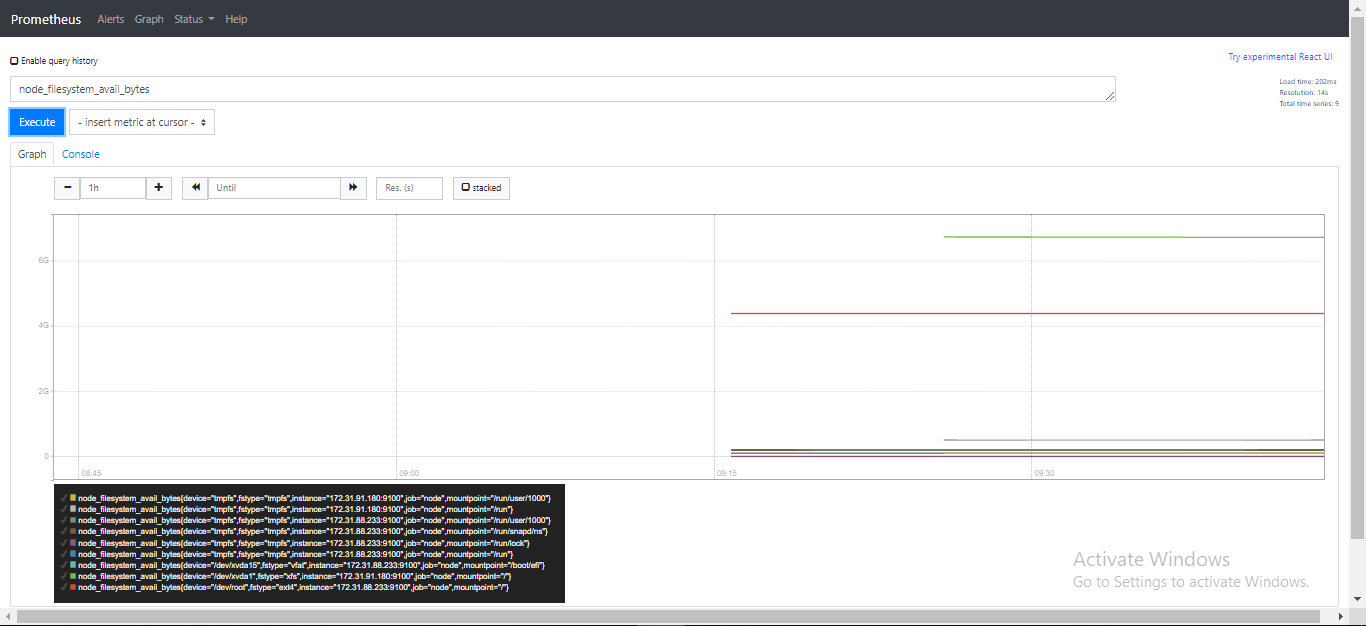 Prometheus Alerts Graph Status Help
Enable query history
Try experimental React UI
node_filesystem_avail_bytes
Load time: 202ms
Resolution: 14s
Total time series: 9
Execute - insert metric at cursor -
Graph Console
1h Until Res. (s) stacked
6G
4G
2G
0
08:45 09:00 09:15 09:30
node_filesystem_avail_bytes{device="tmpfs",fstype="tmpfs",instance="172.31.91.180:9100",job="node",mountpoint="/run/user/1000"}
node_filesystem_avail_bytes{device="tmpfs",fstype="tmpfs",instance="172.31.91.180:9100",job="node",mountpoint="/run"}
node_filesystem_avail_bytes{device="tmpfs",fstype="tmpfs",instance="172.31.88.233:9100",job="node",mountpoint="/run/user/1000"}
node_filesystem_avail_bytes{device="tmpfs",fstype="tmpfs",instance="172.31.88.233:9100",job="node",mountpoint="/run/snapd/ns"}
node_filesystem_avail_bytes{device="tmpfs",fstype="tmpfs",instance="172.31.88.233:9100",job="node",mountpoint="/run/lock"}
node_filesystem_avail_bytes{device="tmpfs",fstype="tmpfs",instance="172.31.88.233:9100",job="node",mountpoint="/run"}
node_filesystem_avail_bytes{device="/dev/xvda15",fstype="vfat",instance="172.31.88.233:9100",job="node",mountpoint="/boot/efi"}
node_filesystem_avail_bytes{device="/dev/xvda1",fstype="xfs",instance="172.31.91.180:9100",job="node",mountpoint="/"}
node_filesystem_avail_bytes{device="/dev/root",fstype="ext4",instance="172.31.88.233:9100",job="node",mountpoint="/"}
Activate Windows
Go to Settings to activate Windows.